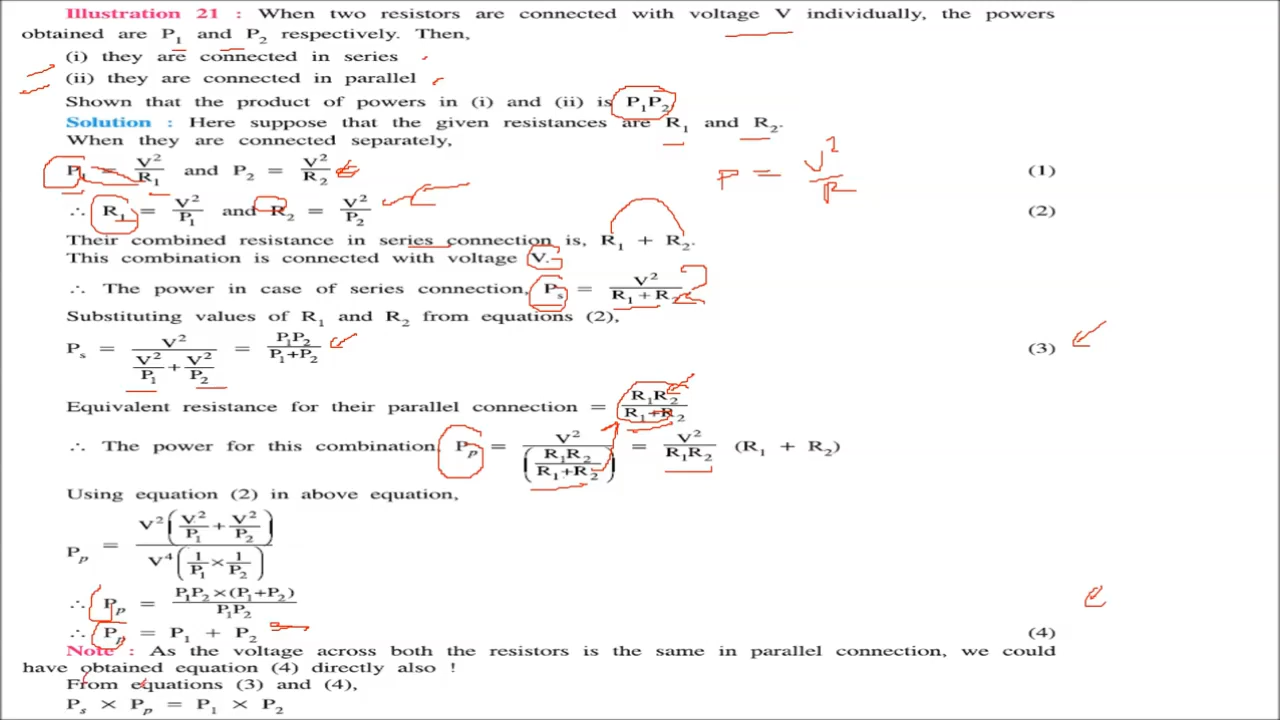 Illustration 21 : When two resistors are connected with voltage V individually, the powers
obtained are P₁ and P₂ respectively. Then,
(i) they are connected in series
(ii) they are connected in parallel
Shown that the product of powers in (i) and (ii) is P₁P₂
Solution : Here suppose that the given resistances are R₁ and R₂.
When they are connected separately,
P₁ = V²/R₁ and P₂ = V²/R₂ (1)
P = V²/R
∴ R₁ = V²/P₁ and R₂ = V²/P₂ (2)
Their combined resistance in series connection is, R₁ + R₂.
This combination is connected with voltage V.
∴ The power in case of series connection, Pₛ = V²/(R₁ + R₂)
Substituting values of R₁ and R₂ from equations (2),
Pₛ = V²/(V²/P₁ + V²/P₂) = P₁P₂/(P₁+P₂) (3)
Equivalent resistance for their parallel connection = R₁R₂/(R₁+R₂)
∴ The power for this combination, Pₚ = V²/(R₁R₂/(R₁+R₂)) = V²/R₁R₂ (R₁ + R₂)
Using equation (2) in above equation,
Pₚ = V²(V²/P₁ + V²/P₂)/V⁴(1/P₁ × 1/P₂)
∴ Pₚ = P₁P₂ × (P₁+P₂)/P₁P₂
∴ Pₚ = P₁ + P₂ (4)
Note : As the voltage across both the resistors is the same in parallel connection, we could
have obtained equation (4) directly also !
From equations (3) and (4),
Pₛ × Pₚ = P₁ × P₂